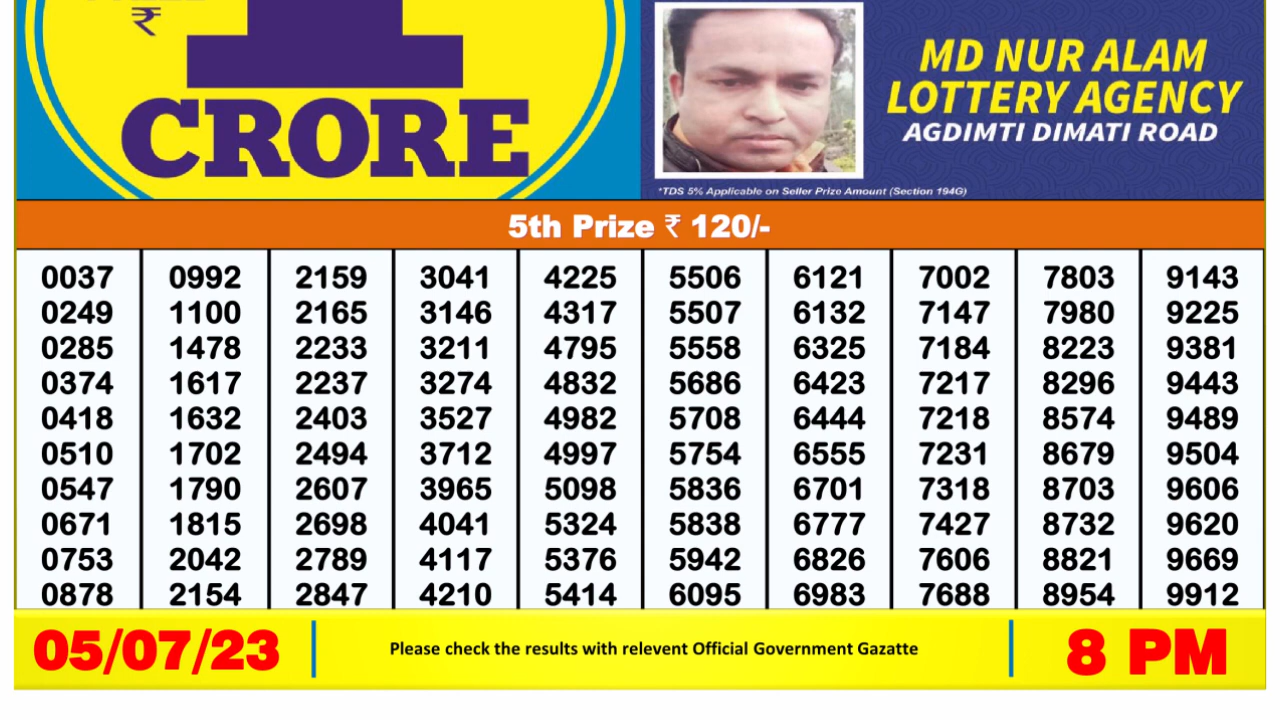 ₹
1
CRORE
MD NUR ALAM
LOTTERY AGENCY
AGDIMTI DIMATI ROAD
*TDS 5% Applicable on Seller Prize Amount (Section 194G)
5th Prize ₹ 120/-
0037 0992 2159 3041 4225 5506 6121 7002 7803 9143
0249 1100 2165 3146 4317 5507 6132 7147 7980 9225
0285 1478 2233 3211 4795 5558 6325 7184 8223 9381
0374 1617 2237 3274 4832 5686 6423 7217 8296 9443
0418 1632 2403 3527 4982 5708 6444 7218 8574 9489
0510 1702 2494 3712 4997 5754 6555 7231 8679 9504
0547 1790 2607 3965 5098 5836 6701 7318 8703 9606
0671 1815 2698 4041 5324 5838 6777 7427 8732 9620
0753 2042 2789 4117 5376 5942 6826 7606 8821 9669
0878 2154 2847 4210 5414 6095 6983 7688 8954 9912
05/07/23
Please check the results with relevent Official Government Gazatte
8 PM